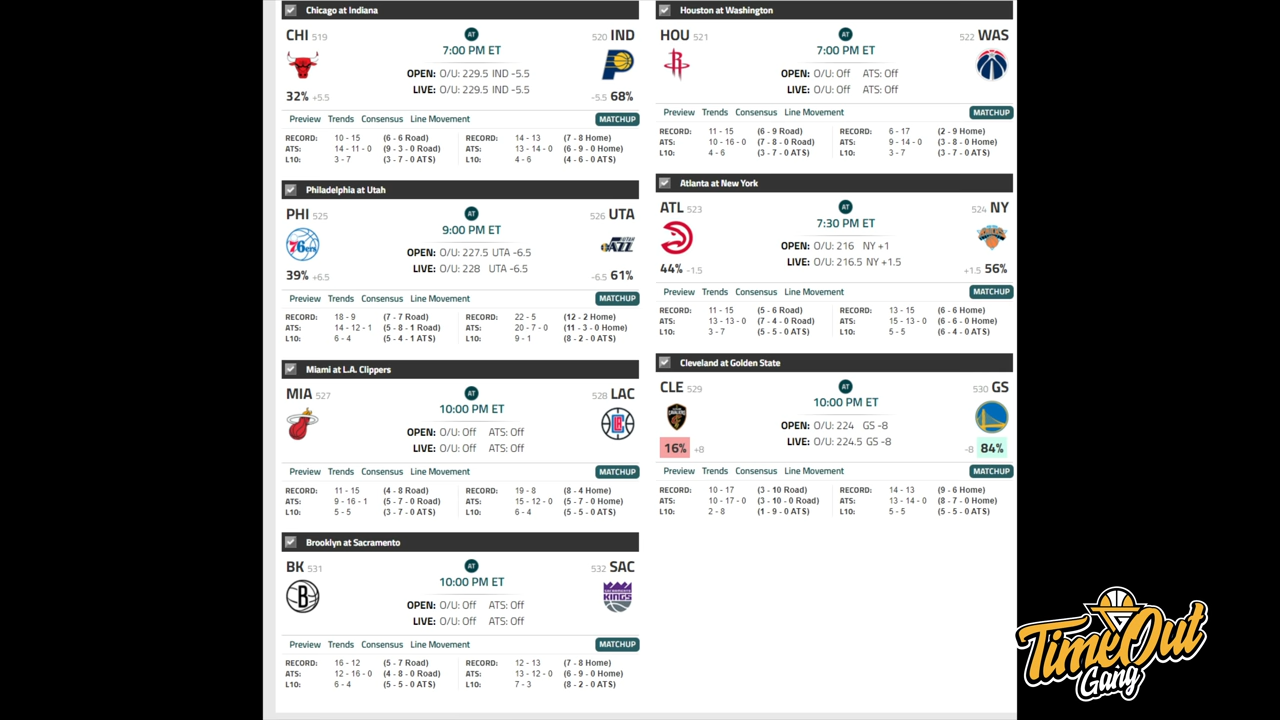 Chicago at Indiana
CHI 519
AT
520 IND
7:00 PM ET
OPEN: O/U: 229.5 IND -5.5
LIVE: O/U: 229.5 IND -5.5
32% +5.5
-5.5 68%
Preview Trends Consensus Line Movement MATCHUP
RECORD: 10 - 15 (6 - 6 Road) RECORD: 14 - 13 (7 - 8 Home)
ATS: 14 - 11 - 0 (9 - 3 - 0 Road) ATS: 13 - 14 - 0 (6 - 9 - 0 Home)
L10: 3 - 7 (3 - 7 - 0 ATS) L10: 4 - 6 (4 - 6 - 0 ATS)
Houston at Washington
HOU 521
AT
522 WAS
7:00 PM ET
OPEN: O/U: Off ATS: Off
LIVE: O/U: Off ATS: Off
Preview Trends Consensus Line Movement MATCHUP
RECORD: 11 - 15 (6 - 9 Road) RECORD: 6 - 17 (2 - 9 Home)
ATS: 10 - 16 - 0 (7 - 8 - 0 Road) ATS: 9 - 14 - 0 (3 - 8 - 0 Home)
L10: 4 - 6 (3 - 7 - 0 ATS) L10: 3 - 7 (3 - 7 - 0 ATS)
Philadelphia at Utah
PHI 525
AT
526 UTA
9:00 PM ET
OPEN: O/U: 227.5 UTA -6.5
LIVE: O/U: 228 UTA -6.5
39% +6.5
-6.5 61%
Preview Trends Consensus Line Movement MATCHUP
RECORD: 18 - 9 (7 - 7 Road) RECORD: 22 - 5 (12 - 2 Home)
ATS: 14 - 12 - 1 (5 - 8 - 1 Road) ATS: 20 - 7 - 0 (11 - 3 - 0 Home)
L10: 6 - 4 (5 - 4 - 1 ATS) L10: 9 - 1 (8 - 2 - 0 ATS)
Atlanta at New York
ATL 523
AT
524 NY
7:30 PM ET
OPEN: O/U: 216 NY +1
LIVE: O/U: 216.5 NY +1.5
44% -1.5
+1.5 56%
Preview Trends Consensus Line Movement MATCHUP
RECORD: 11 - 15 (5 - 6 Road) RECORD: 13 - 15 (6 - 6 Home)
ATS: 13 - 13 - 0 (7 - 4 - 0 Road) ATS: 15 - 13 - 0 (6 - 6 - 0 Home)
L10: 3 - 7 (5 - 5 - 0 ATS) L10: 5 - 5 (6 - 4 - 0 ATS)
Miami at L.A. Clippers
MIA 527
AT
528 LAC
10:00 PM ET
OPEN: O/U: Off ATS: Off
LIVE: O/U: Off ATS: Off
Preview Trends Consensus Line Movement MATCHUP
RECORD: 11 - 15 (4 - 8 Road) RECORD: 19 - 8 (8 - 4 Home)
ATS: 9 - 16 - 1 (5 - 7 - 0 Road) ATS: 15 - 12 - 0 (5 - 7 - 0 Home)
L10: 5 - 5 (3 - 7 - 0 ATS) L10: 6 - 4 (5 - 5 - 0 ATS)
Cleveland at Golden State
CLE 529
AT
530 GS
10:00 PM ET
OPEN: O/U: 224 GS -8
LIVE: O/U: 224.5 GS -8
16% +8
-8 84%
Preview Trends Consensus Line Movement MATCHUP
RECORD: 10 - 17 (3 - 10 Road) RECORD: 14 - 13 (9 - 6 Home)
ATS: 10 - 17 - 0 (3 - 10 - 0 Road) ATS: 13 - 14 - 0 (8 - 7 - 0 Home)
L10: 2 - 8 (1 - 9 - 0 ATS) L10: 5 - 5 (5 - 5 - 0 ATS)
Brooklyn at Sacramento
BK 531
AT
532 SAC
10:00 PM ET
OPEN: O/U: Off ATS: Off
LIVE: O/U: Off ATS: Off
Preview Trends Consensus Line Movement MATCHUP
RECORD: 16 - 12 (5 - 7 Road) RECORD: 12 - 13 (7 - 8 Home)
ATS: 12 - 16 - 0 (4 - 8 - 0 Road) ATS: 13 - 12 - 0 (6 - 9 - 0 Home)
L10: 6 - 4 (5 - 5 - 0 ATS) L10: 7 - 3 (8 - 2 - 0 ATS)
TimeOut
Gang